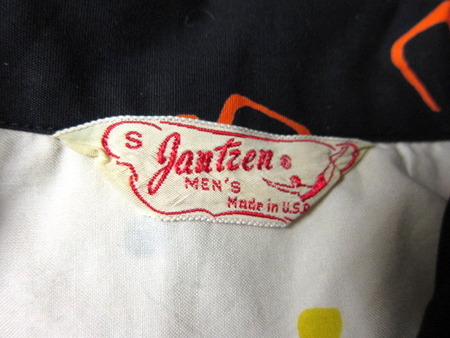 S
Jantzen ®
MEN'S
Made in U.S.A.